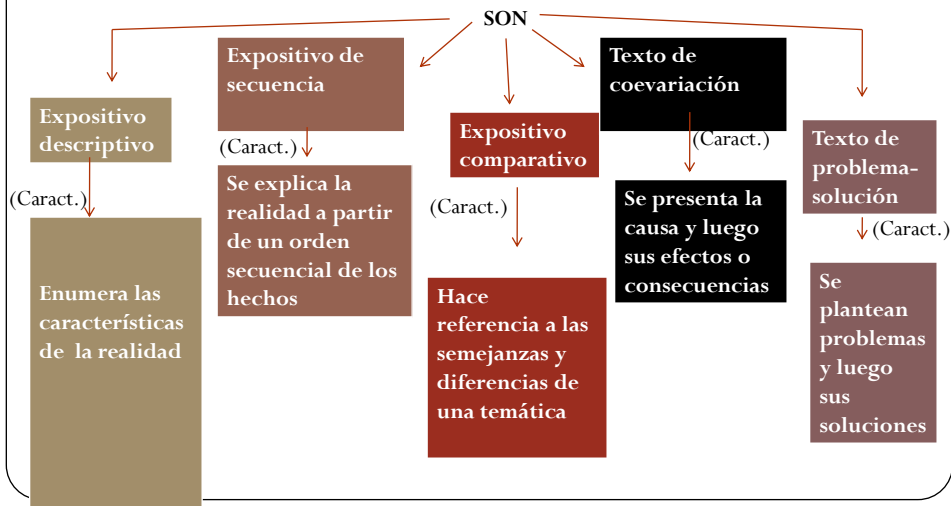 SON
Expositivo
descriptivo
(Caract.)
Enumera las
características
de la realidad
Expositivo de
secuencia
(Caract.)
Se explica la
realidad a partir
de un orden
secuencial de los
hechos
Expositivo
comparativo
(Caract.)
Hace
referencia a las
semejanzas y
diferencias de
una temática
Texto de
coevariación
(Caract.)
Se presenta la
causa y luego
sus efectos o
consecuencias
Texto de
problema-
solución
(Caract.)
Se
plantean
problemas
y luego
sus
soluciones